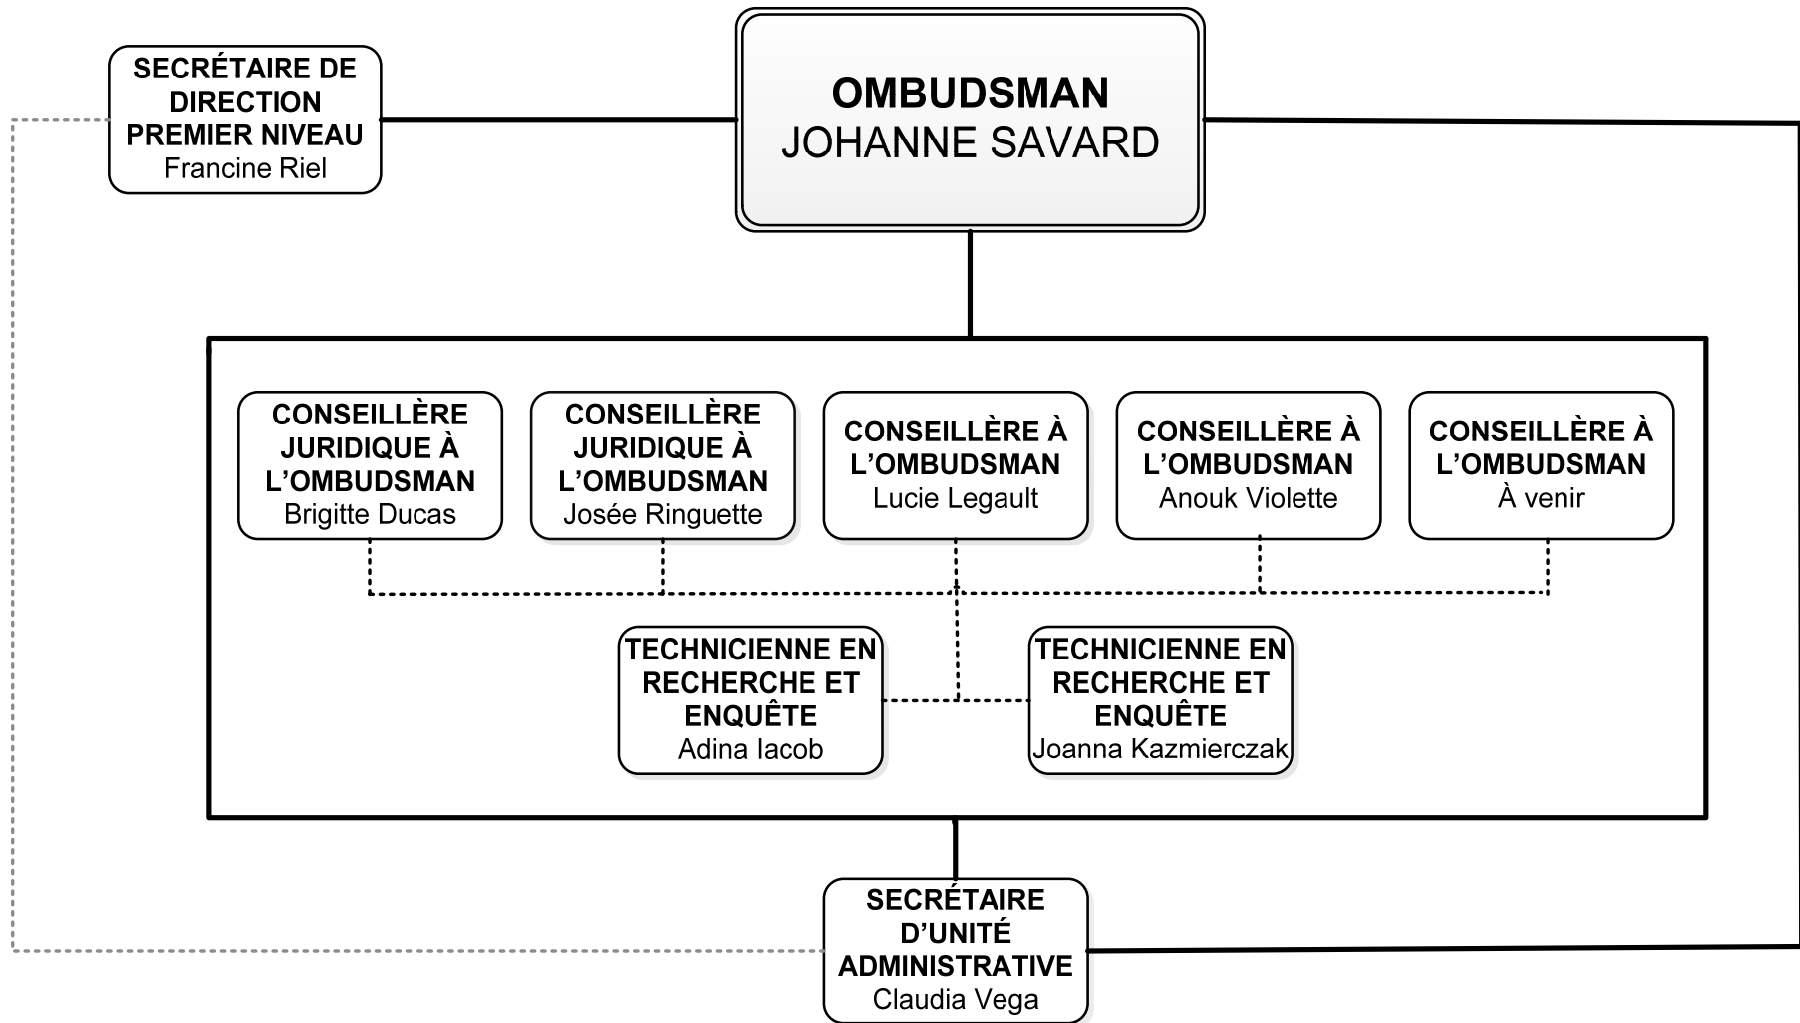 SECRÉTAIRE DE
DIRECTION
PREMIER NIVEAU
Francine Riel
OMBUDSMAN
JOHANNE SAVARD
CONSEILLÈRE
JURIDIQUE À
L’OMBUDSMAN
Brigitte Ducas
CONSEILLÈRE
JURIDIQUE À
L’OMBUDSMAN
Josée Ringuette
CONSEILLÈRE À
L’OMBUDSMAN
Lucie Legault
CONSEILLÈRE À
L’OMBUDSMAN
Anouk Violette
CONSEILLÈRE À
L’OMBUDSMAN
À venir
TECHNICIENNE EN
RECHERCHE ET
ENQUÊTE
Adina Iacob
TECHNICIENNE EN
RECHERCHE ET
ENQUÊTE
Joanna Kazmierczak
SECRÉTAIRE
D’UNITÉ
ADMINISTRATIVE
Claudia Vega